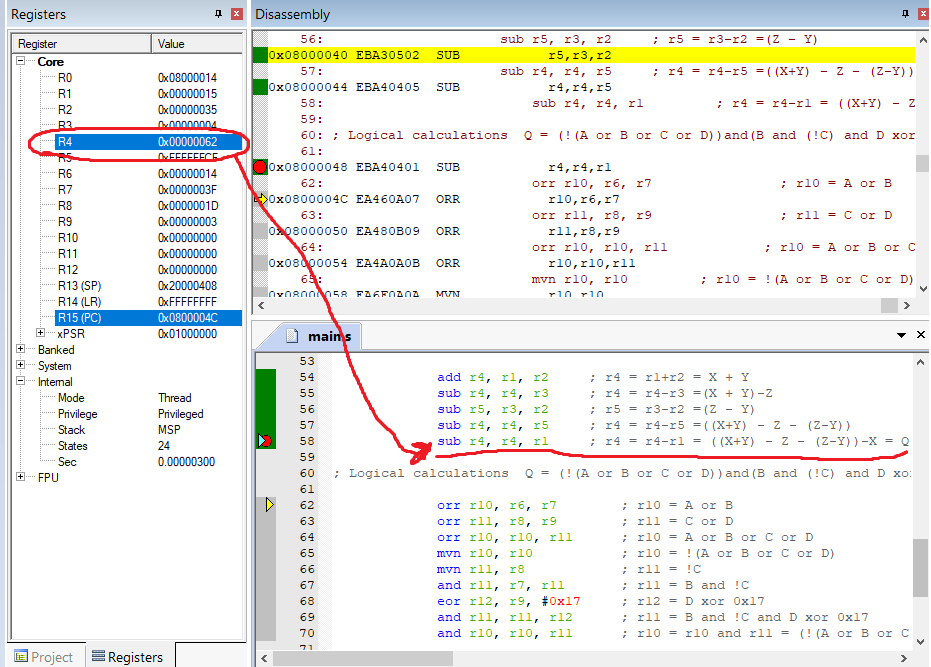 Registers
Register Value
Core
R0 0x08000014
R1 0x00000015
R2 0x00000035
R3 0x00000004
R4 0x00000062
R5 0xFFFFFFCF
R6 0x00000014
R7 0x0000003F
R8 0x0000001D
R9 0x00000003
R10 0x00000000
R11 0x00000000
R12 0x00000000
R13 (SP) 0x20000408
R14 (LR) 0xFFFFFFFF
R15 (PC) 0x0800004C
xPSR 0x01000000
Banked
System
Internal
Mode Thread
Privilege Privileged
Stack MSP
States 24
Sec 0.00000300
FPU
Project Registers
Disassembly
56: sub r5, r3, r2 ; r5 = r3-r2 =(Z - Y)
0x08000040 EBA30502 SUB r5,r3,r2
57: sub r4, r4, r5 ; r4 = r4-r5 =((X+Y) - Z - (Z-Y))
0x08000044 EBA40405 SUB r4,r4,r5
58: sub r4, r4, r1 ; r4 = r4-r1 = ((X+Y) - Z
59:
60: ; Logical calculations Q = (!(A or B or C or D))and(B and (!C) and D xor
61:
0x08000048 EBA40401 SUB r4,r4,r1
62: orr r10, r6, r7 ; r10 = A or B
0x0800004C EA460A07 ORR r10,r6,r7
63: orr r11, r8, r9 ; r11 = C or D
0x08000050 EA480B09 ORR r11,r8,r9
64: orr r10, r10, r11 ; r10 = A or B or C
0x08000054 EA4A0A0B ORR r10,r10,r11
65: mvn r10, r10 ; r10 = !(A or B or C or D)
0x08000058 EA6F0A0A MVN r10,r10
main.s
53
54 add r4, r1, r2 ; r4 = r1+r2 = X + Y
55 sub r4, r4, r3 ; r4 = r4-r3 =(X + Y)-Z
56 sub r5, r3, r2 ; r5 = r3-r2 =(Z - Y)
57 sub r4, r4, r5 ; r4 = r4-r5 =((X+Y) - Z - (Z-Y))
58 sub r4, r4, r1 ; r4 = r4-r1 = ((X+Y) - Z - (Z-Y))-X = Q
59
60 ; Logical calculations Q = (!(A or B or C or D))and(B and (!C) and D xor
61
62 orr r10, r6, r7 ; r10 = A or B
63 orr r11, r8, r9 ; r11 = C or D
64 orr r10, r10, r11 ; r10 = A or B or C or D
65 mvn r10, r10 ; r10 = !(A or B or C or D)
66 mvn r11, r8 ; r11 = !C
67 and r11, r7, r11 ; r11 = B and !C
68 eor r12, r9, #0x17 ; r12 = D xor 0x17
69 and r11, r11, r12 ; r11 = B and !C and D xor 0x17
70 and r10, r10, r11 ; r10 = r10 and r11 = (!(A or B or C
71